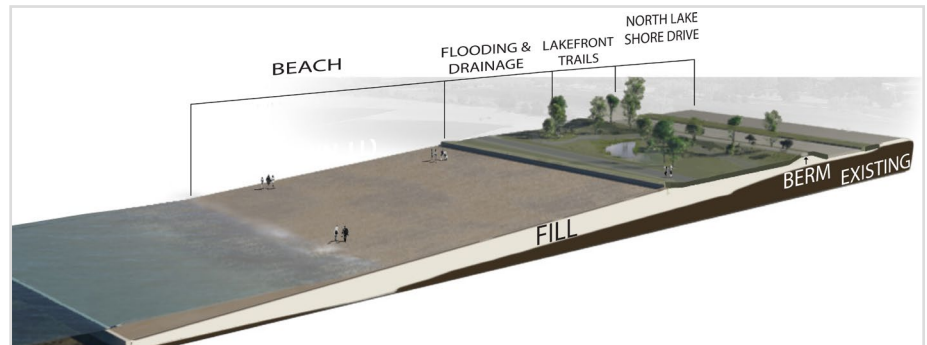 BEACH
FLOODING &
DRAINAGE
LAKEFRONT
TRAILS
NORTH LAKE
SHORE DRIVE
FILL
BERM
EXISTING